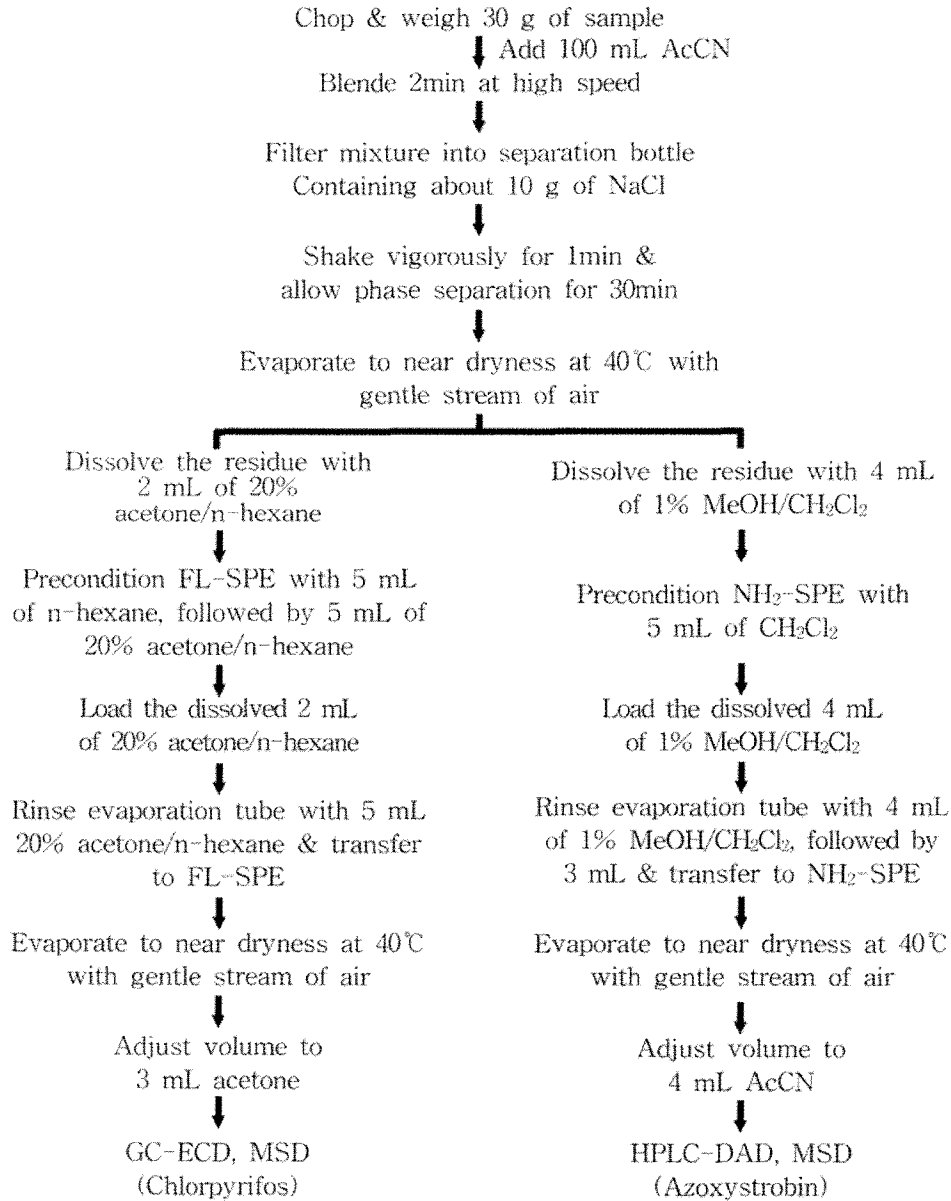 Chop & weigh 30 g of sample
Add 100 mL AcCN
Blende 2min at high speed
Filter mixture into separation bottle
Containing about 10 g of NaCl
Shake vigorously for 1min &
allow phase separation for 30min
Evaporate to near dryness at 40℃ with
gentle stream of air
Dissolve the residue with
2 mL of 20%
acetone/n-hexane
Precondition FL-SPE with 5 mL
of n-hexane, followed by 5 mL of
20% acetone/n-hexane
Load the dissolved 2 mL
of 20% acetone/n-hexane
Rinse evaporation tube with 5 mL
20% acetone/n-hexane & transfer
to FL-SPE
Evaporate to near dryness at 40℃
with gentle stream of air
Adjust volume to
3 mL acetone
GC-ECD, MSD
(Chlorpyrifos)
Dissolve the residue with 4 mL
of 1% MeOH/CH₂Cl₂
Precondition NH₂-SPE with
5 mL of CH₂Cl₂
Load the dissolved 4 mL
of 1% MeOH/CH₂Cl₂
Rinse evaporation tube with 4 mL
of 1% MeOH/CH₂Cl₂, followed by
3 mL & transfer to NH₂-SPE
Evaporate to near dryness at 40℃
with gentle stream of air
Adjust volume to
4 mL AcCN
HPLC-DAD, MSD
(Azoxystrobin)